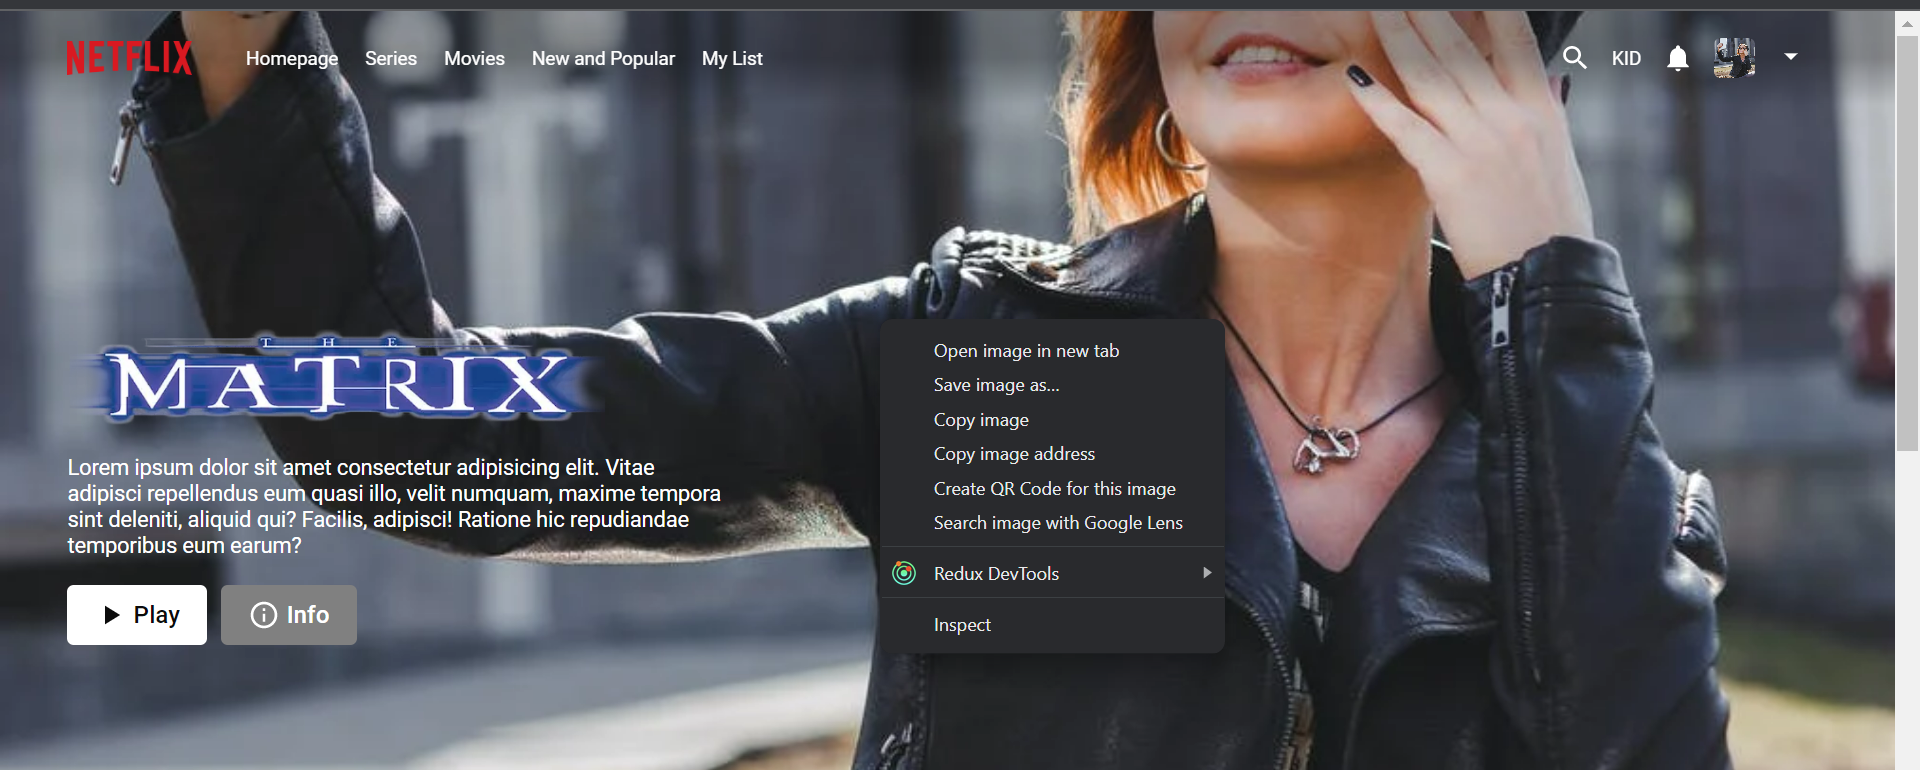 NETFLIX Homepage Series Movies New and Popular My List KID
THE
MATRIX
Lorem ipsum dolor sit amet consectetur adipisicing elit. Vitae
adipisci repellendus eum quasi illo, velit numquam, maxime tempora
sint deleniti, aliquid qui? Facilis, adipisci! Ratione hic repudiandae
temporibus eum earum?
Play Info
Open image in new tab
Save image as...
Copy image
Copy image address
Create QR Code for this image
Search image with Google Lens
Redux DevTools
Inspect